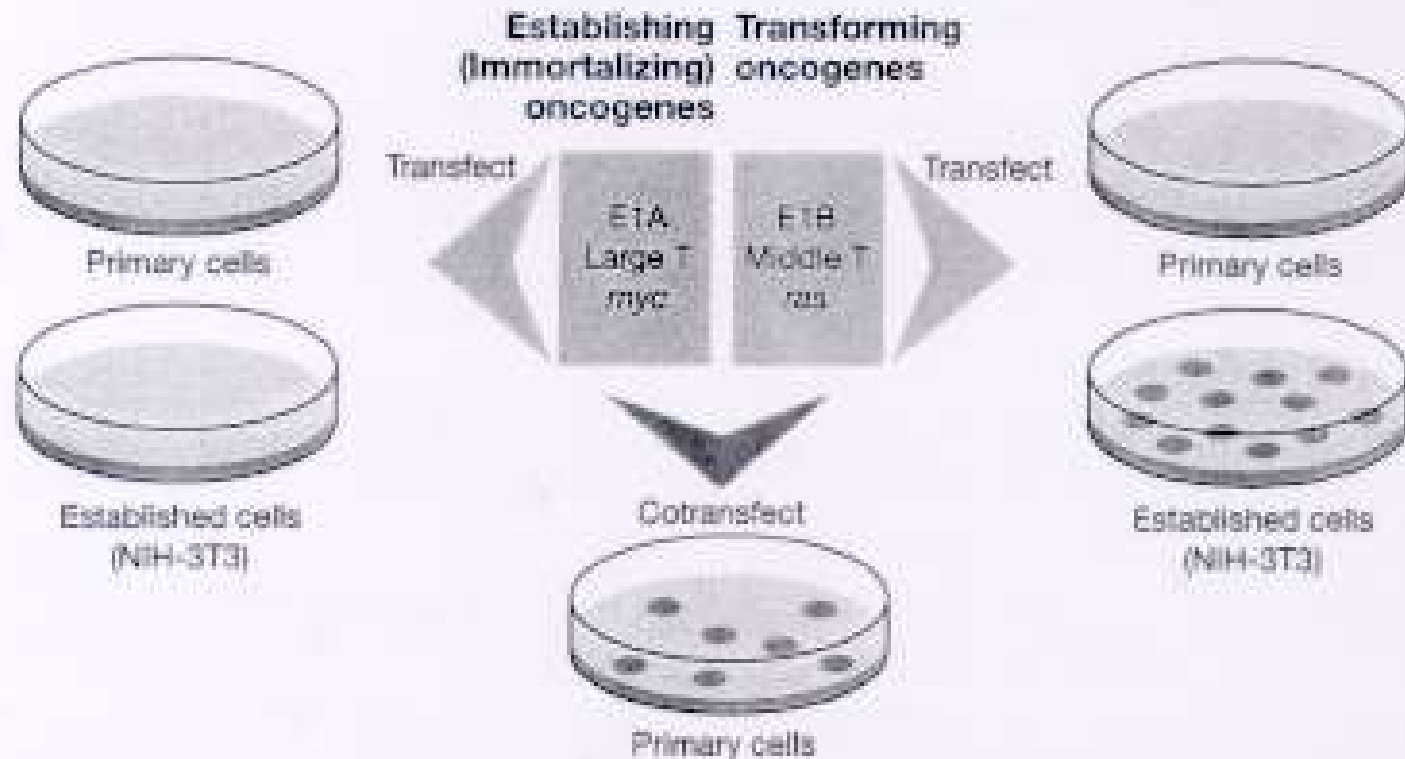 Establishing Transforming
(Immortalizing) oncogenes
oncogenes
Transfect
Transfect
E1A
Large T
myc
E1B
Middle T
ras
Primary cells
Primary cells
Established cells
(NIH-3T3)
Cotransfect
Established cells
(NIH-3T3)
Primary cells